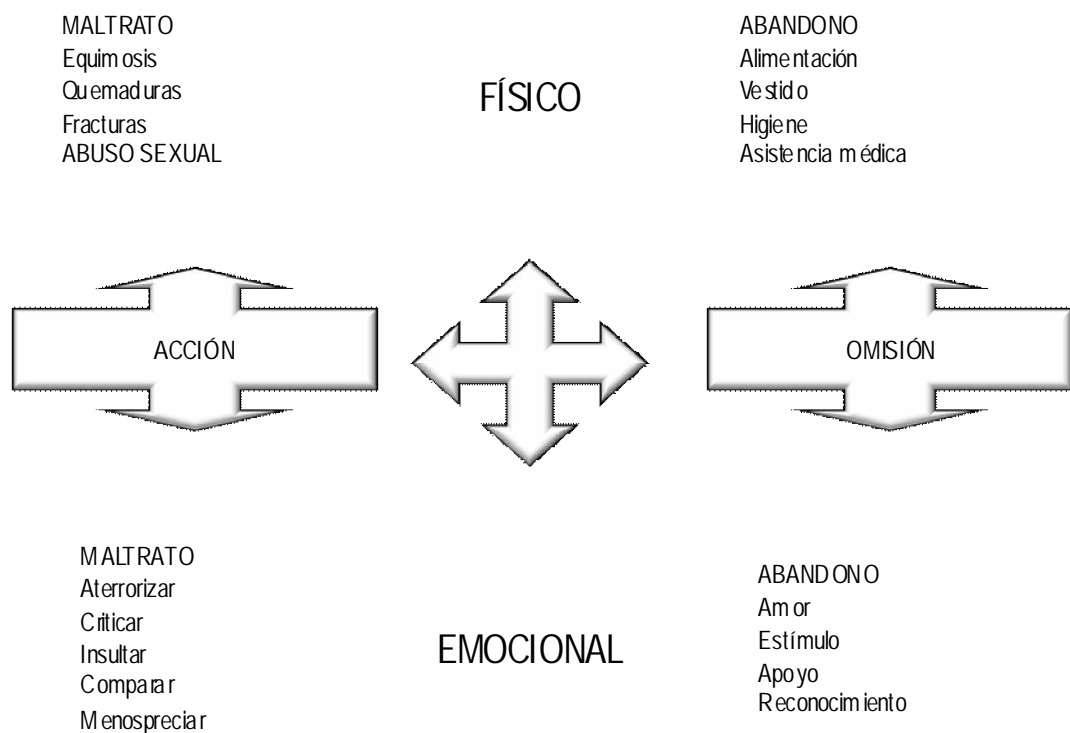 MALTRATO
Equimosis
Quemaduras
Fracturas
ABUSO SEXUAL
FÍSICO
ABANDONO
Alimentación
Vestido
Higiene
Asistencia médica
ACCIÓN
OMISIÓN
MALTRATO
Aterrorizar
Criticar
Insultar
Comparar
Menospreciar
EMOCIONAL
ABANDONO
Amor
Estímulo
Apoyo
Reconocimiento